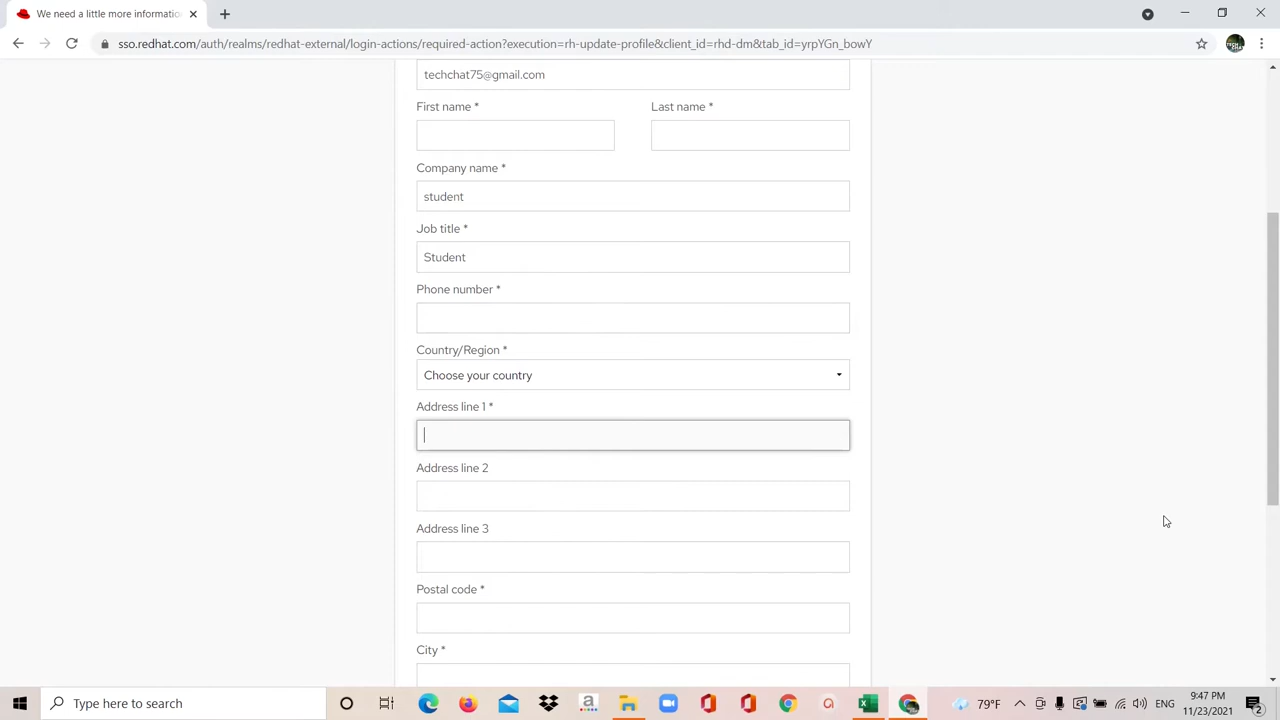 We need a little more informatio
sso.redhat.com/auth/realms/redhat-external/login-actions/required-action?execution=rh-update-profile&client_id=rhd-dm&tab_id=yrpYGn_bowY
techchat75@gmail.com
First name *
Last name *
Company name *
student
Job title *
Student
Phone number *
Country/Region *
Choose your country
Address line 1 *
Address line 2
Address line 3
Postal code *
City *
Type here to search
79°F
ENG
9:47 PM
11/23/2021
2